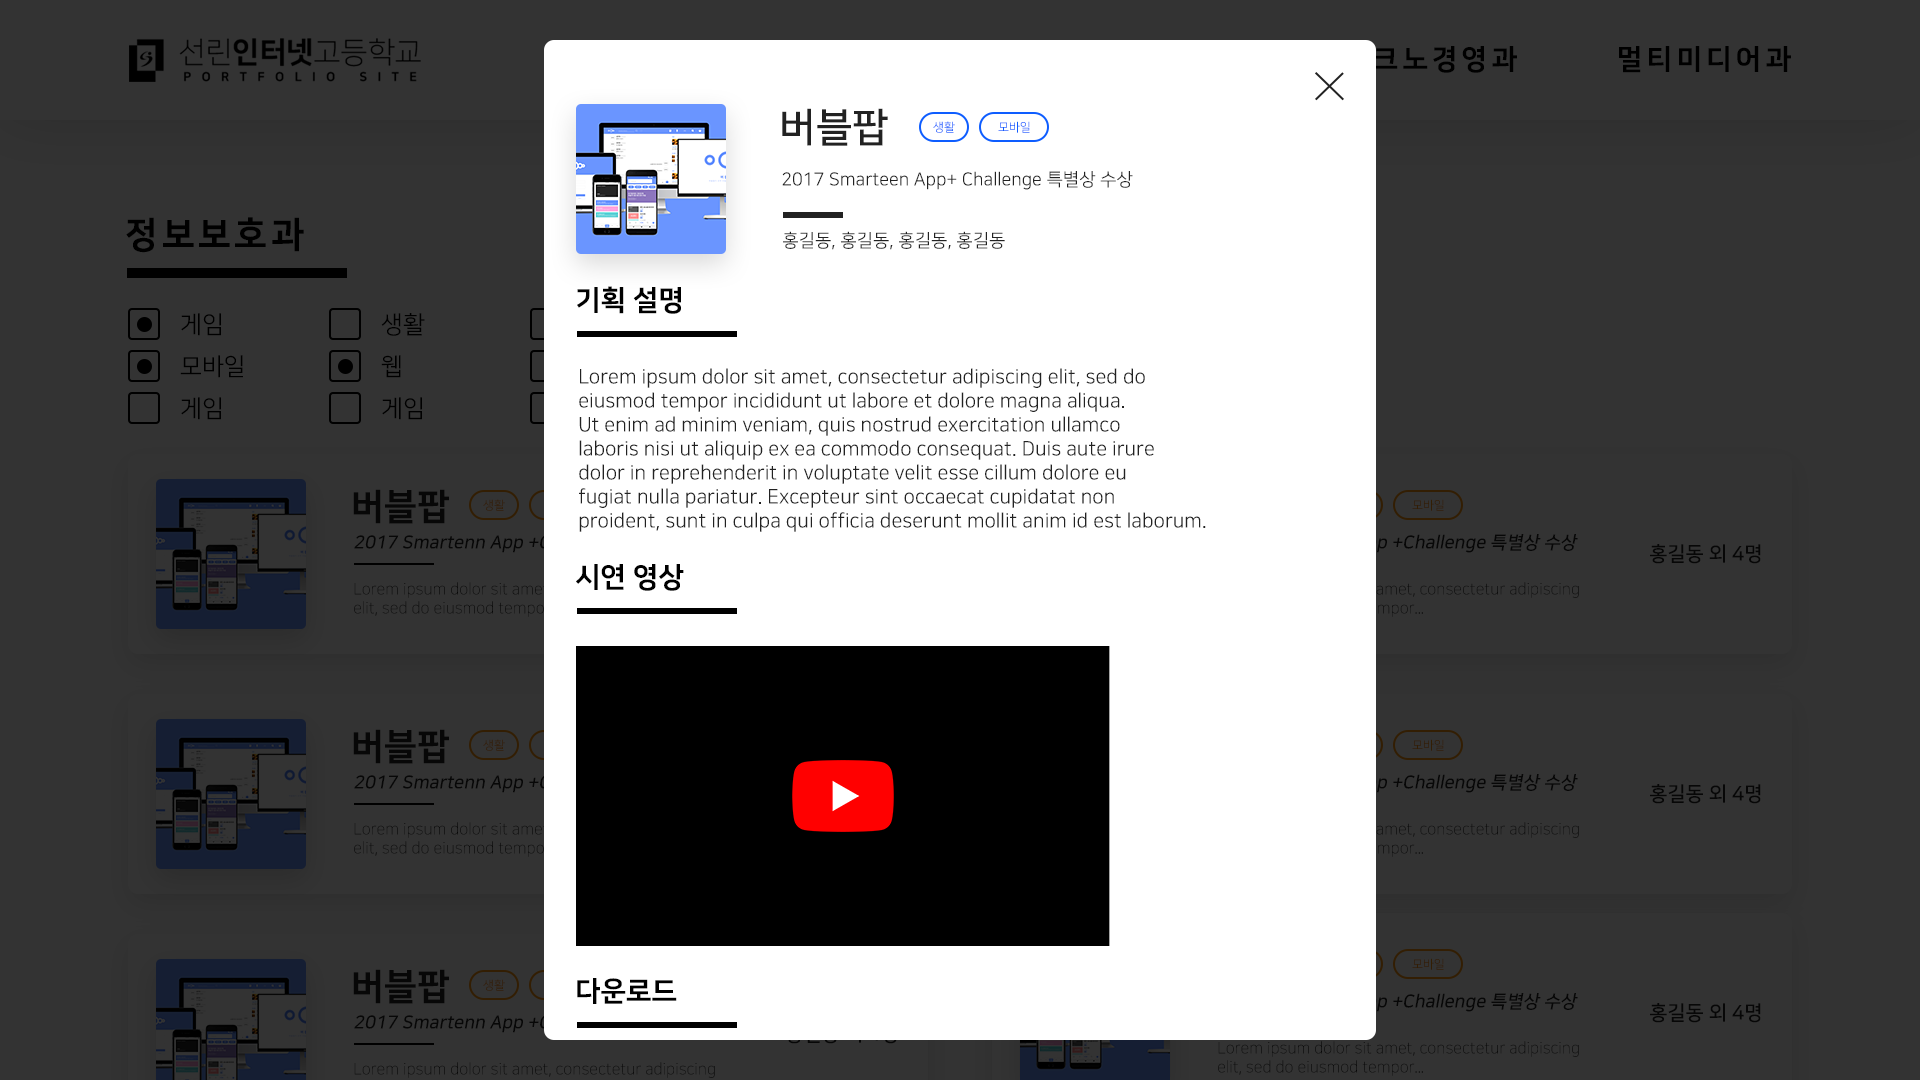 선린인터넷고등학교
PORTFOLIO SITE
크노경영과
멀티미디어과
정보보호과
게임
생활
모바일
웹
게임
게임
버블팝
생활
모바일
2017 Smarteen App+ Challenge 특별상 수상
홍길동, 홍길동, 홍길동, 홍길동
기획 설명
Lorem ipsum dolor sit amet, consectetur adipiscing elit, sed do
eiusmod tempor incididunt ut labore et dolore magna aliqua.
Ut enim ad minim veniam, quis nostrud exercitation ullamco
laboris nisi ut aliquip ex ea commodo consequat. Duis aute irure
dolor in reprehenderit in voluptate velit esse cillum dolore eu
fugiat nulla pariatur. Excepteur sint occaecat cupidatat non
proident, sunt in culpa qui officia deserunt mollit anim id est laborum.
시연 영상
다운로드
버블팝
생활
2017 Smartenn App
Lorem ipsum dolor sit ame
elit, sed do eiusmod tempo
모바일
p +Challenge 특별상 수상
홍길동 외 4명
amet, consectetur adipiscing
mpor...
버블팝
생활
2017 Smartenn App
Lorem ipsum dolor sit ame
elit, sed do eiusmod tempo
모바일
p +Challenge 특별상 수상
홍길동 외 4명
amet, consectetur adipiscing
mpor...
버블팝
생활
2017 Smartenn App
Lorem ipsum dolor sit amet, consectetur adipiscing
모바일
p +Challenge 특별상 수상
홍길동 외 4명
Lorem ipsum dolor sit amet, consectetur adipiscing
elit, sed do eiusmod tempor...